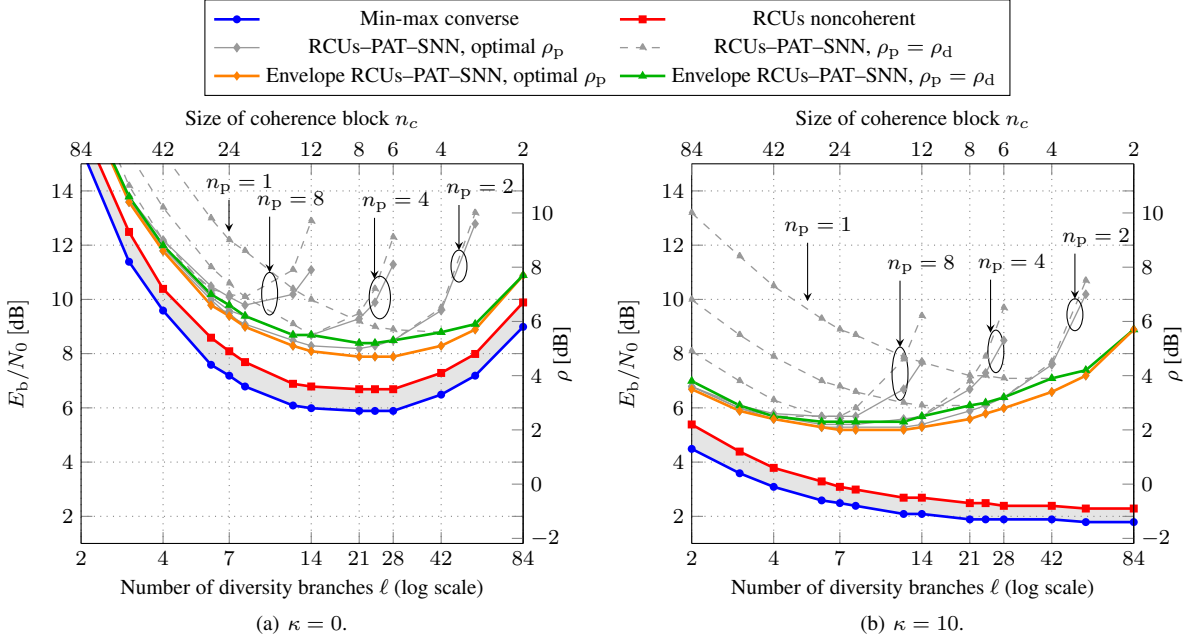 Min-max converse
RCUs noncoherent
RCUs–PAT–SNN, optimal ρp
RCUs–PAT–SNN, ρp = ρd
Envelope RCUs–PAT–SNN, optimal ρp
Envelope RCUs–PAT–SNN, ρp = ρd
Size of coherence block nc
84 42 24 12 8 6 4 2
14
12
10
8
6
4
2
Eb/N0 [dB]
np = 1
np = 8
np = 4
np = 2
10
8
6
4
2
0
−2
ρ [dB]
2 4 7 14 21 28 42 84
Number of diversity branches ℓ (log scale)
(a) κ = 0.
Size of coherence block nc
84 42 24 12 8 6 4 2
14
12
10
8
6
4
2
Eb/N0 [dB]
np = 1
np = 8
np = 4
np = 2
10
8
6
4
2
0
−2
ρ [dB]
2 4 7 14 21 28 42 84
Number of diversity branches ℓ (log scale)
(b) κ = 10.